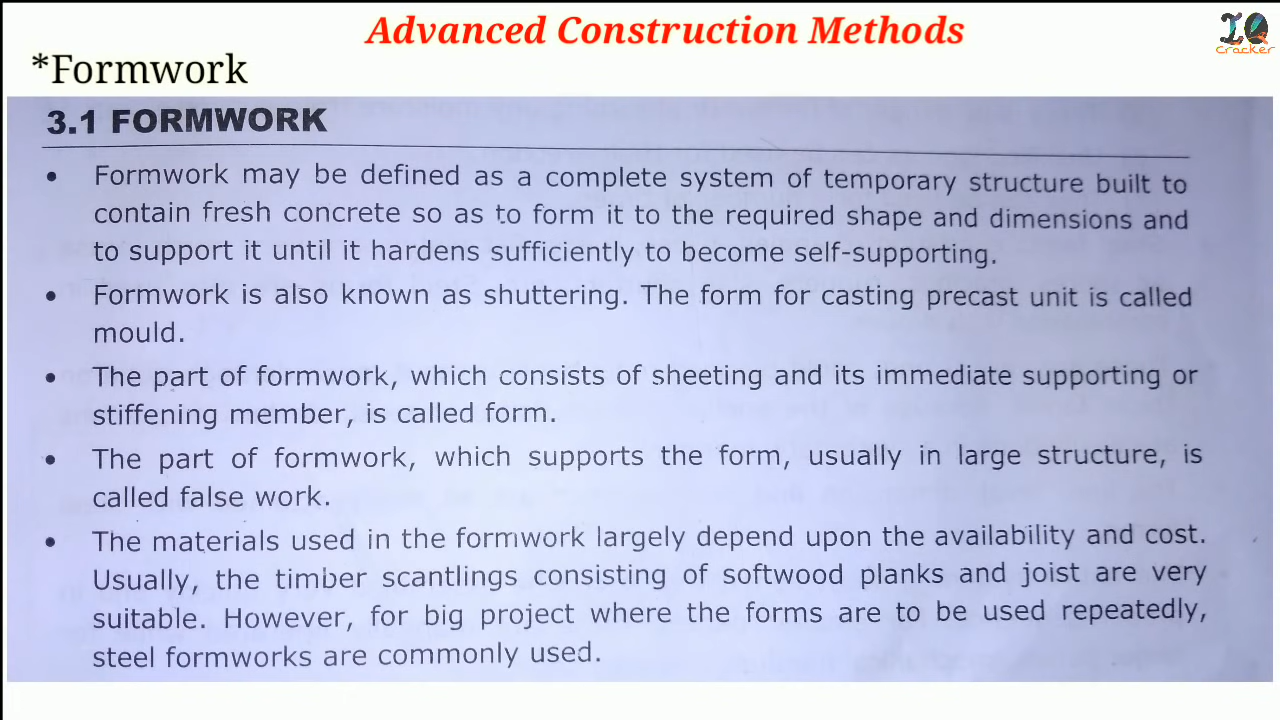 Advanced Construction Methods
IQ
Cracker
*Formwork
3.1 FORMWORK
• Formwork may be defined as a complete system of temporary structure built to
contain fresh concrete so as to form it to the required shape and dimensions and
to support it until it hardens sufficiently to become self-supporting.
• Formwork is also known as shuttering. The form for casting precast unit is called
mould.
• The part of formwork, which consists of sheeting and its immediate supporting or
stiffening member, is called form.
• The part of formwork, which supports the form, usually in large structure, is
called false work.
• The materials used in the formwork largely depend upon the availability and cost.
Usually, the timber scantlings consisting of softwood planks and joist are very
suitable. However, for big project where the forms are to be used repeatedly,
steel formworks are commonly used.